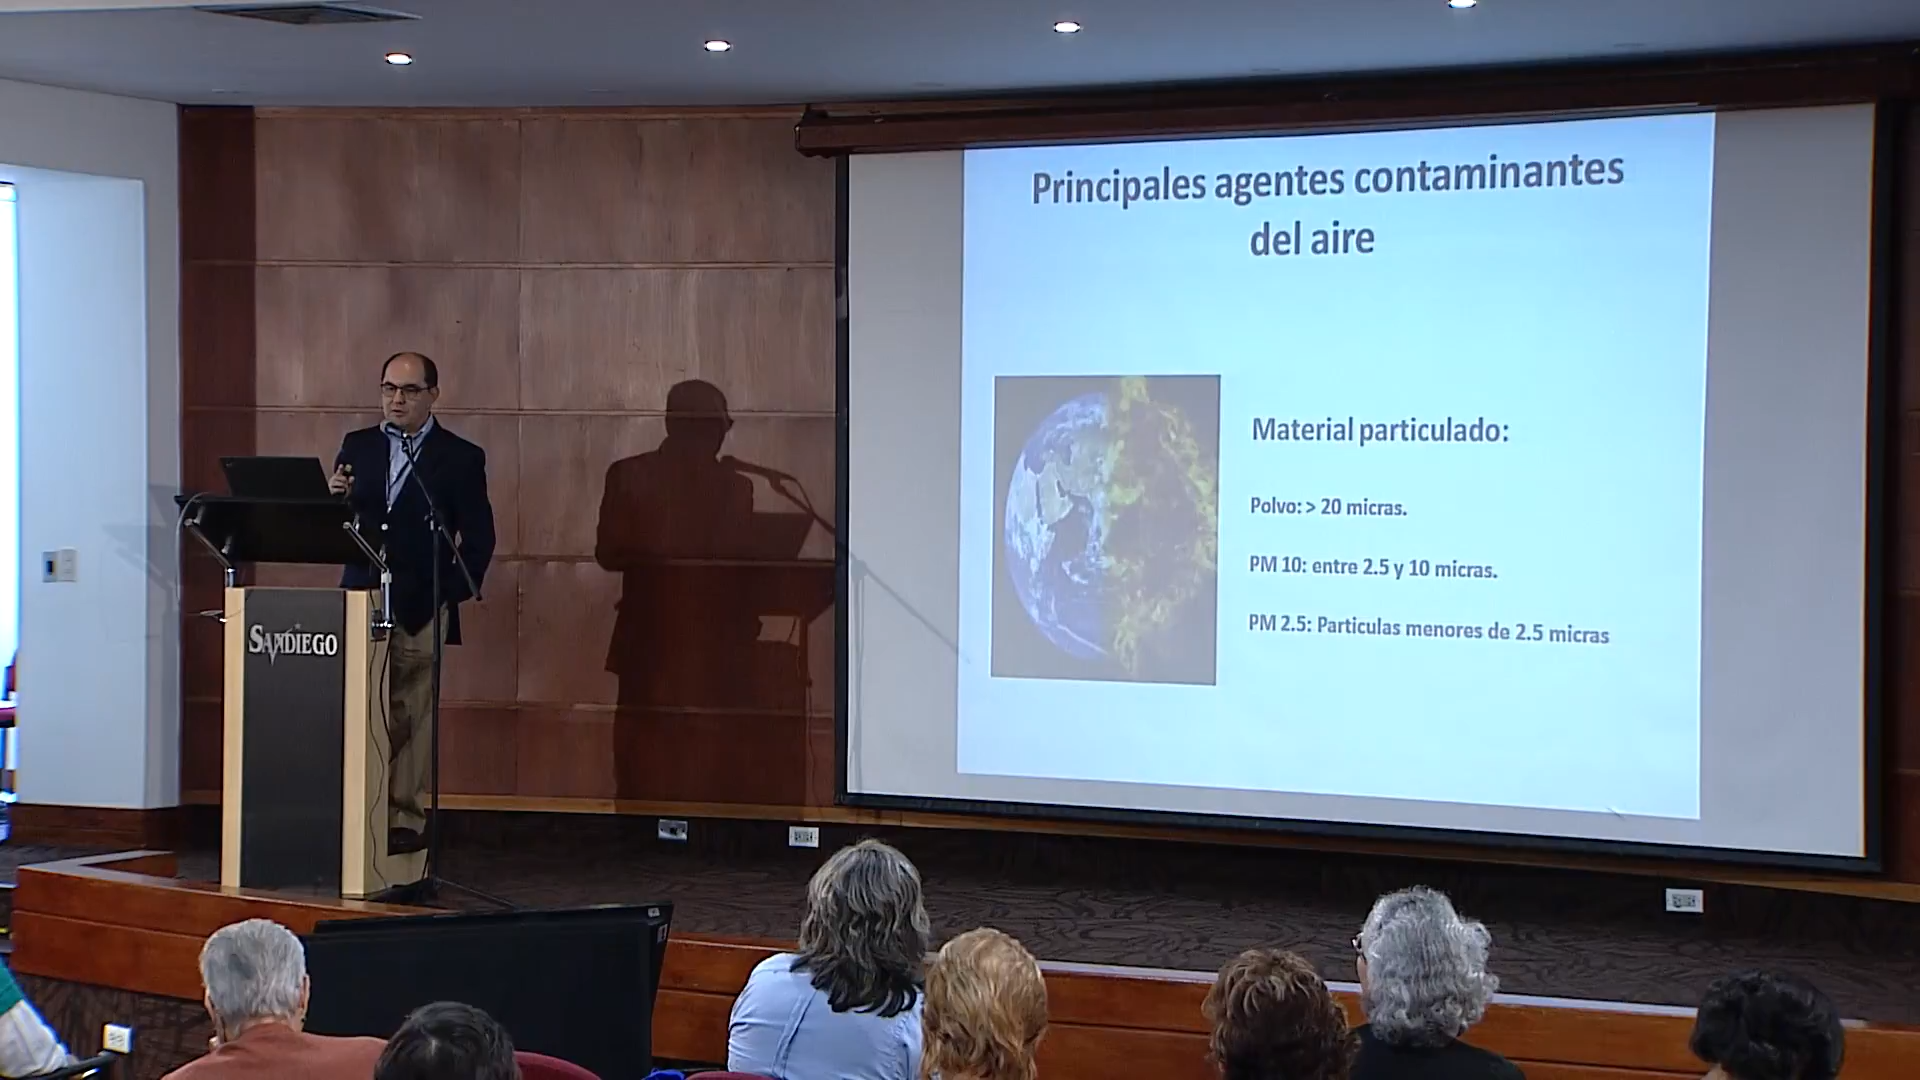 Principales agentes contaminantes
del aire
Material particulado:
Polvo: > 20 micras.
PM 10: entre 2.5 y 10 micras.
PM 2.5: Particulas menores de 2.5 micras
SANDIEGO